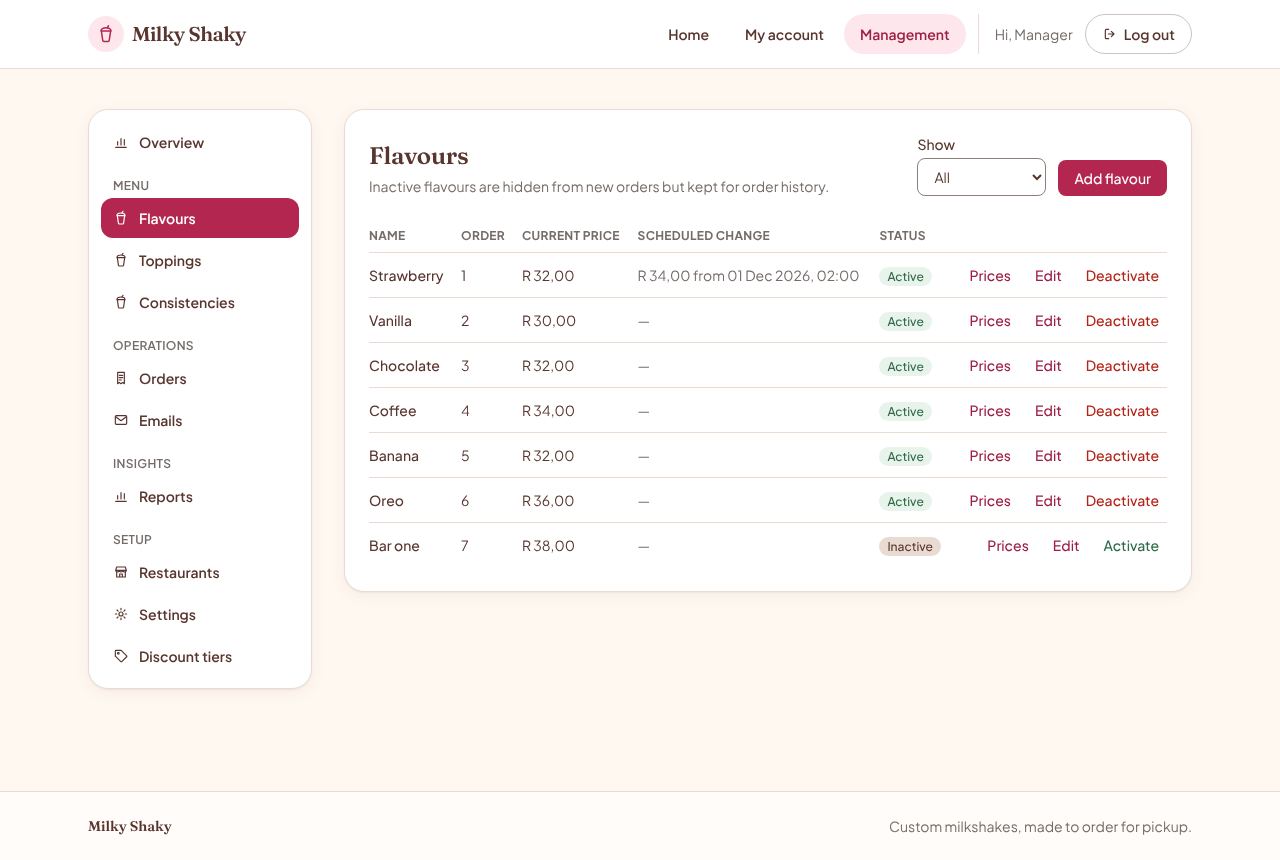 Milky Shaky
Home My account Management Hi, Manager Log out
Overview
MENU
Flavours
Toppings
Consistencies
OPERATIONS
Orders
Emails
INSIGHTS
Reports
SETUP
Restaurants
Settings
Discount tiers
Flavours
Inactive flavours are hidden from new orders but kept for order history.
Show
All
Add flavour
NAME ORDER CURRENT PRICE SCHEDULED CHANGE STATUS
Strawberry 1 R 32,00 R 34,00 from 01 Dec 2026, 02:00 Active Prices Edit Deactivate
Vanilla 2 R 30,00 — Active Prices Edit Deactivate
Chocolate 3 R 32,00 — Active Prices Edit Deactivate
Coffee 4 R 34,00 — Active Prices Edit Deactivate
Banana 5 R 32,00 — Active Prices Edit Deactivate
Oreo 6 R 36,00 — Active Prices Edit Deactivate
Bar one 7 R 38,00 — Inactive Prices Edit Activate
Milky Shaky
Custom milkshakes, made to order for pickup.